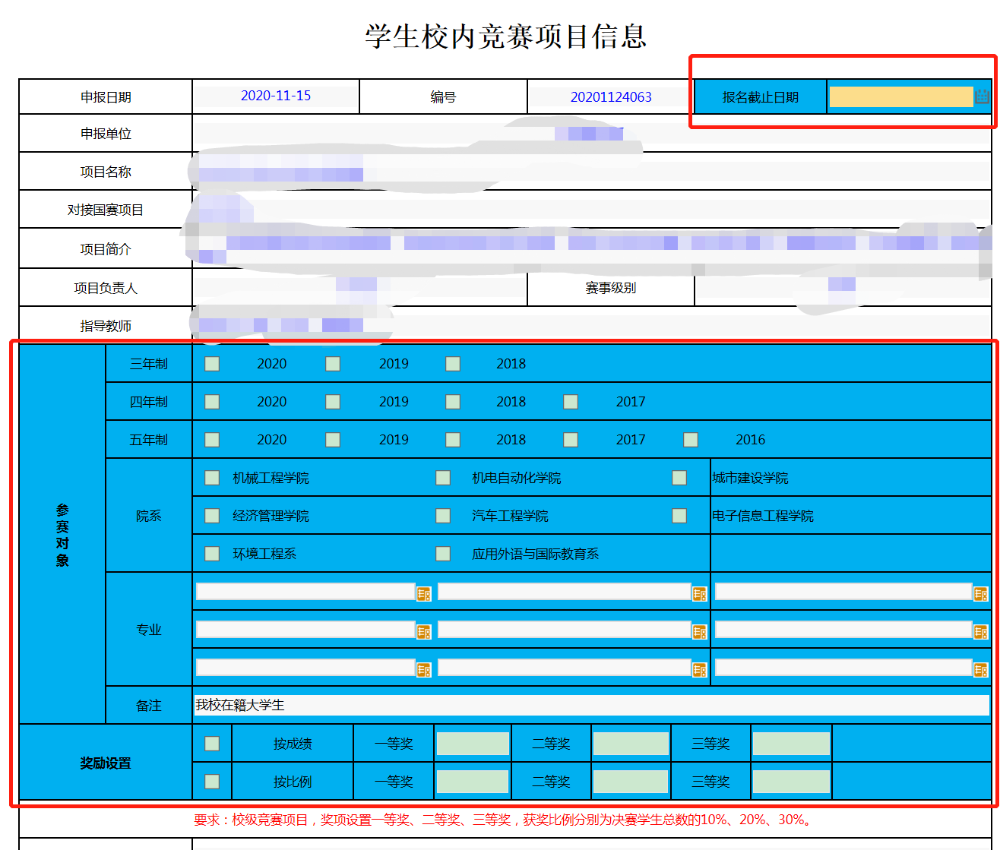 学生校内竞赛项目信息
申报日期 2020-11-15 编号 20201124063 报名截止日期
申报单位
项目名称
对接国赛项目
项目简介
项目负责人 赛事级别
指导教师
参赛对象
三年制 2020 2019 2018
四年制 2020 2019 2018 2017
五年制 2020 2019 2018 2017 2016
院系
机械工程学院 机电自动化学院 城市建设学院
经济管理学院 汽车工程学院 电子信息工程学院
环境工程系 应用外语与国际教育系
专业
备注 我校在籍大学生
奖励设置
按成绩 一等奖 二等奖 三等奖
按比例 一等奖 二等奖 三等奖
要求：校级竞赛项目，奖项设置一等奖、二等奖、三等奖，获奖比例分别为决赛学生总数的10%、20%、30%。